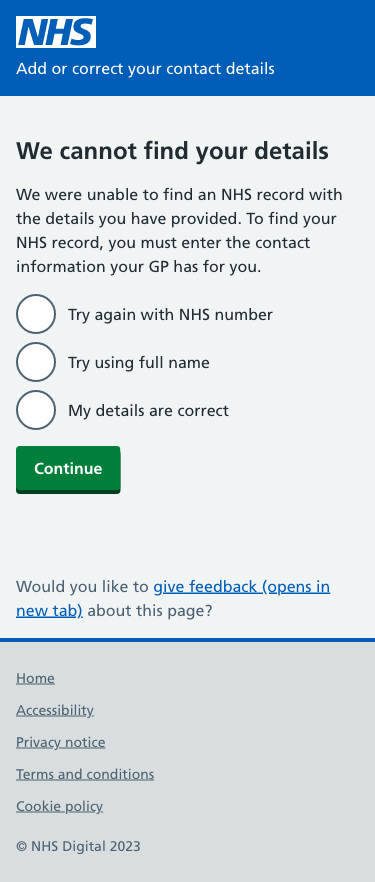 NHS
Add or correct your contact details
We cannot find your details
We were unable to find an NHS record with
the details you have provided. To find your
NHS record, you must enter the contact
information your GP has for you.
Try again with NHS number
Try using full name
My details are correct
Continue
Would you like to give feedback (opens in
new tab) about this page?
Home
Accessibility
Privacy notice
Terms and conditions
Cookie policy
© NHS Digital 2023